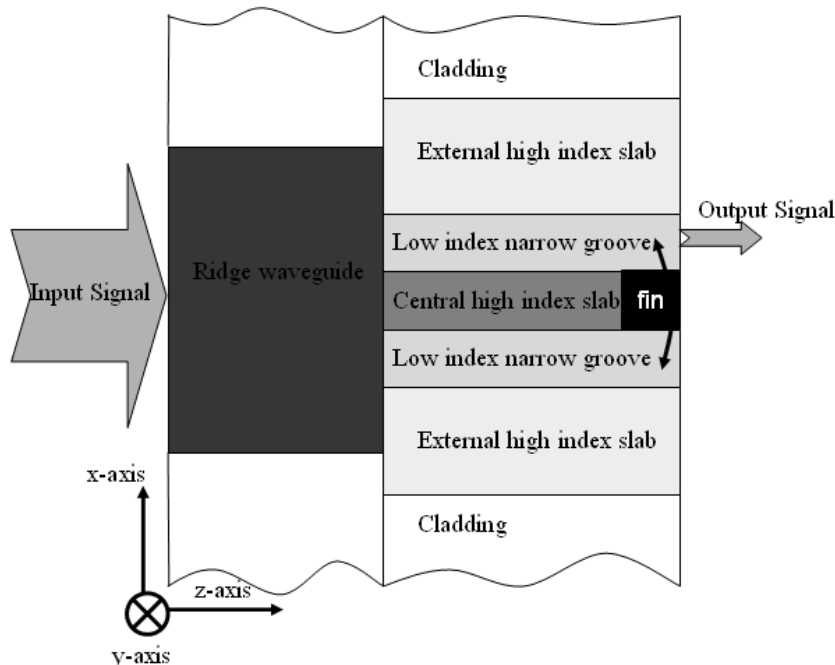 Cladding
External high index slab
Output Signal
Low index narrow groove
Ridge waveguide
Input Signal
Central high index slab
fin
Low index narrow groove
External high index slab
x-axis
Cladding
z-axis
y-axis